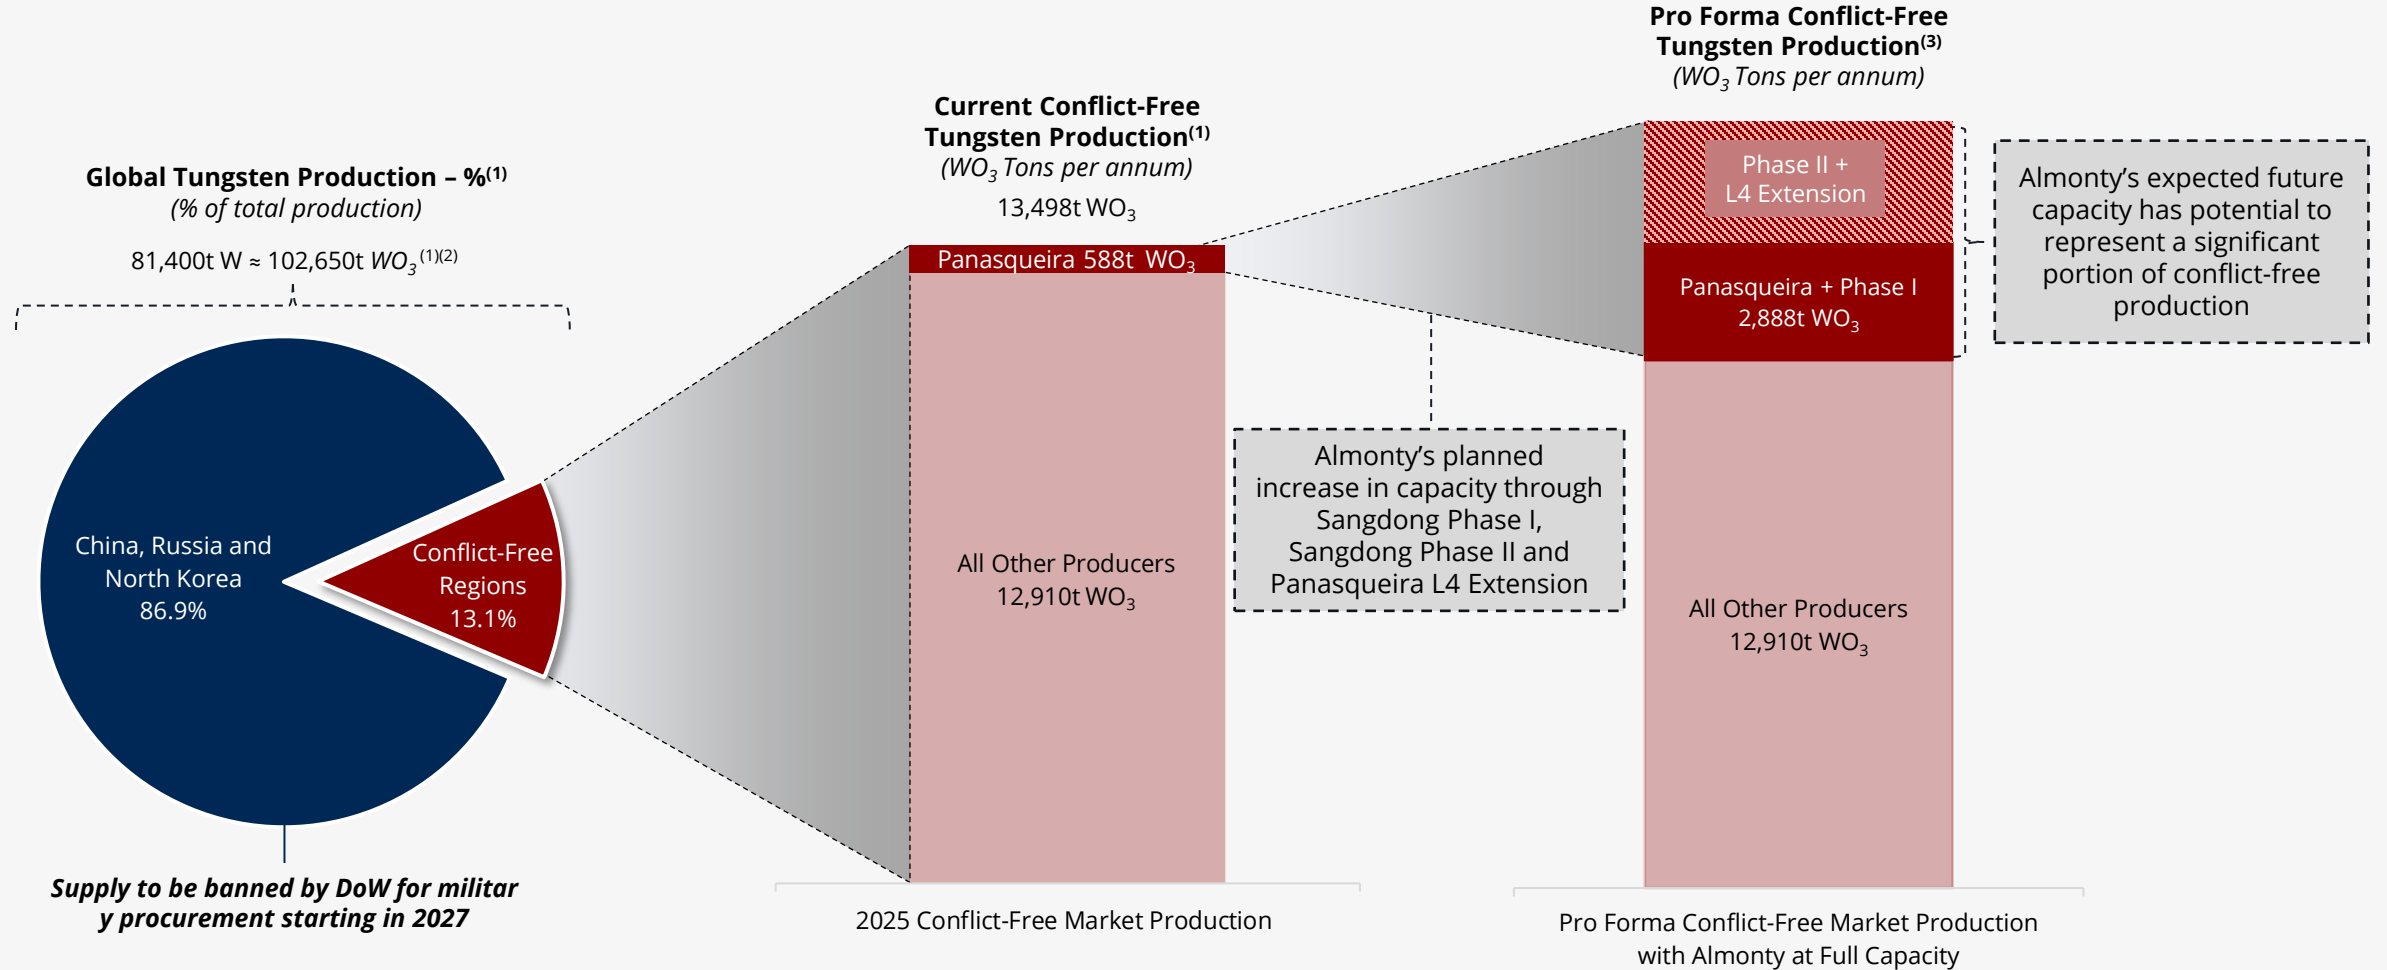 Global Tungsten Production – %(1)
(% of total production)
81,400t W ≈ 102,650t WO3 (1)(2)
China, Russia and
North Korea
86.9%
Conflict-Free
Regions
13.1%
Supply to be banned by DoW for militar
y procurement starting in 2027
Current Conflict-Free
Tungsten Production(1)
(WO3 Tons per annum)
13,498t WO3
Panasqueira 588t WO3
All Other Producers
12,910t WO3
2025 Conflict-Free Market Production
Almonty’s planned
increase in capacity through
Sangdong Phase I,
Sangdong Phase II and
Panasqueira L4 Extension
Pro Forma Conflict-Free
Tungsten Production(3)
(WO3 Tons per annum)
Phase II +
L4 Extension
Panasqueira + Phase I
2,888t WO3
All Other Producers
12,910t WO3
Pro Forma Conflict-Free Market Production
with Almonty at Full Capacity
Almonty’s expected future
capacity has potential to
represent a significant
portion of conflict-free
production